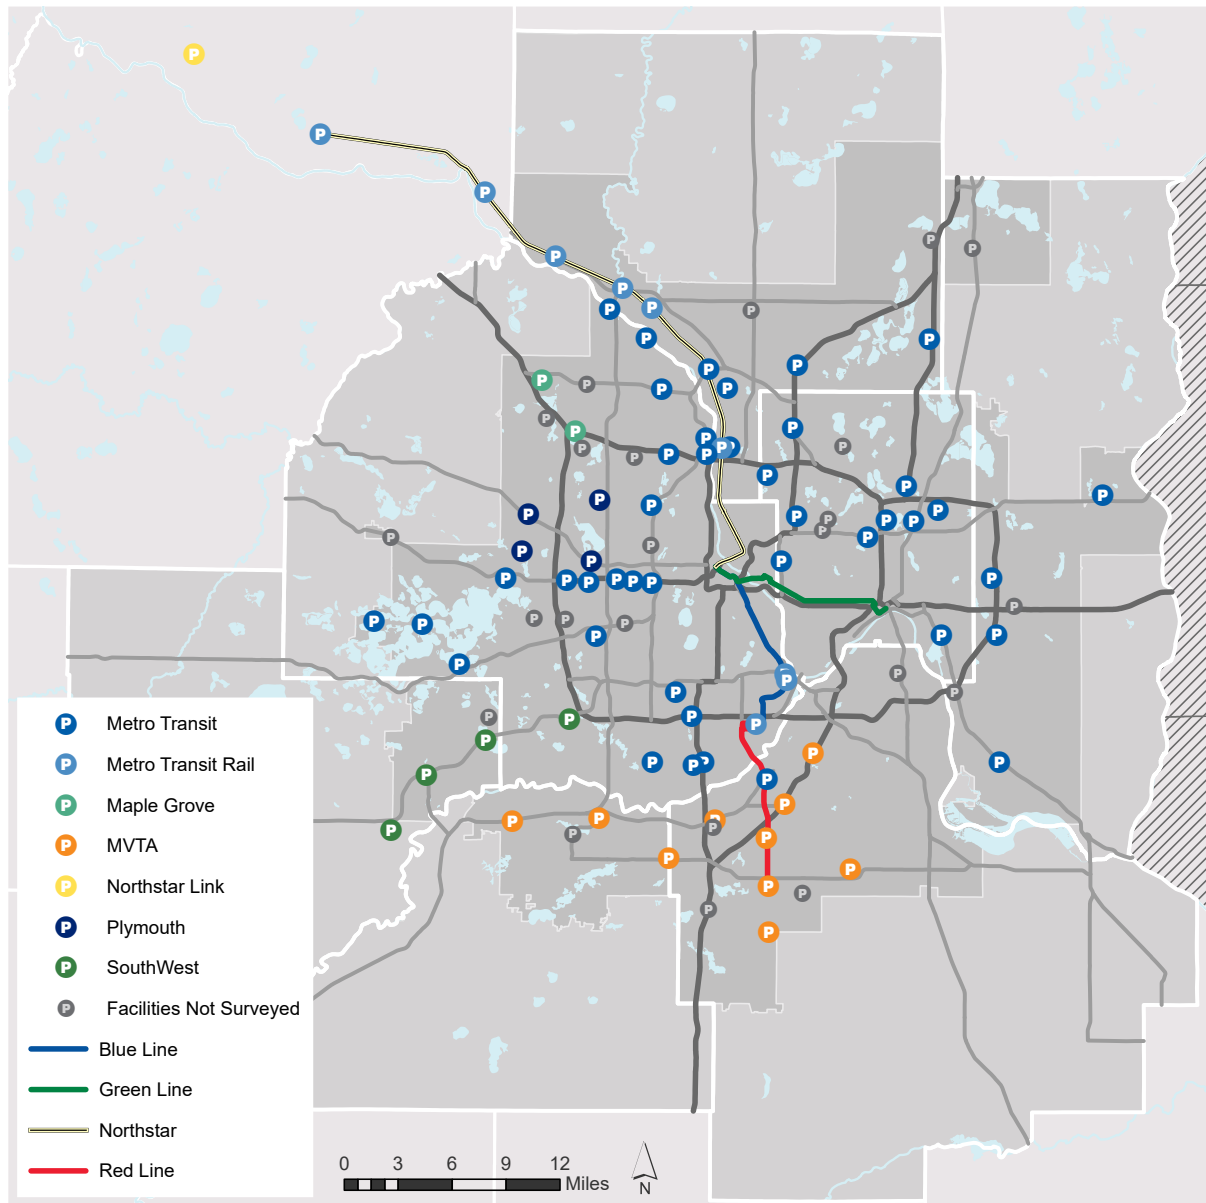 P Metro Transit
P Metro Transit Rail
P Maple Grove
P MVTA
P Northstar Link
P Plymouth
P SouthWest
P Facilities Not Surveyed
Blue Line
Green Line
Northstar
Red Line
0 3 6 9 12
Miles
N